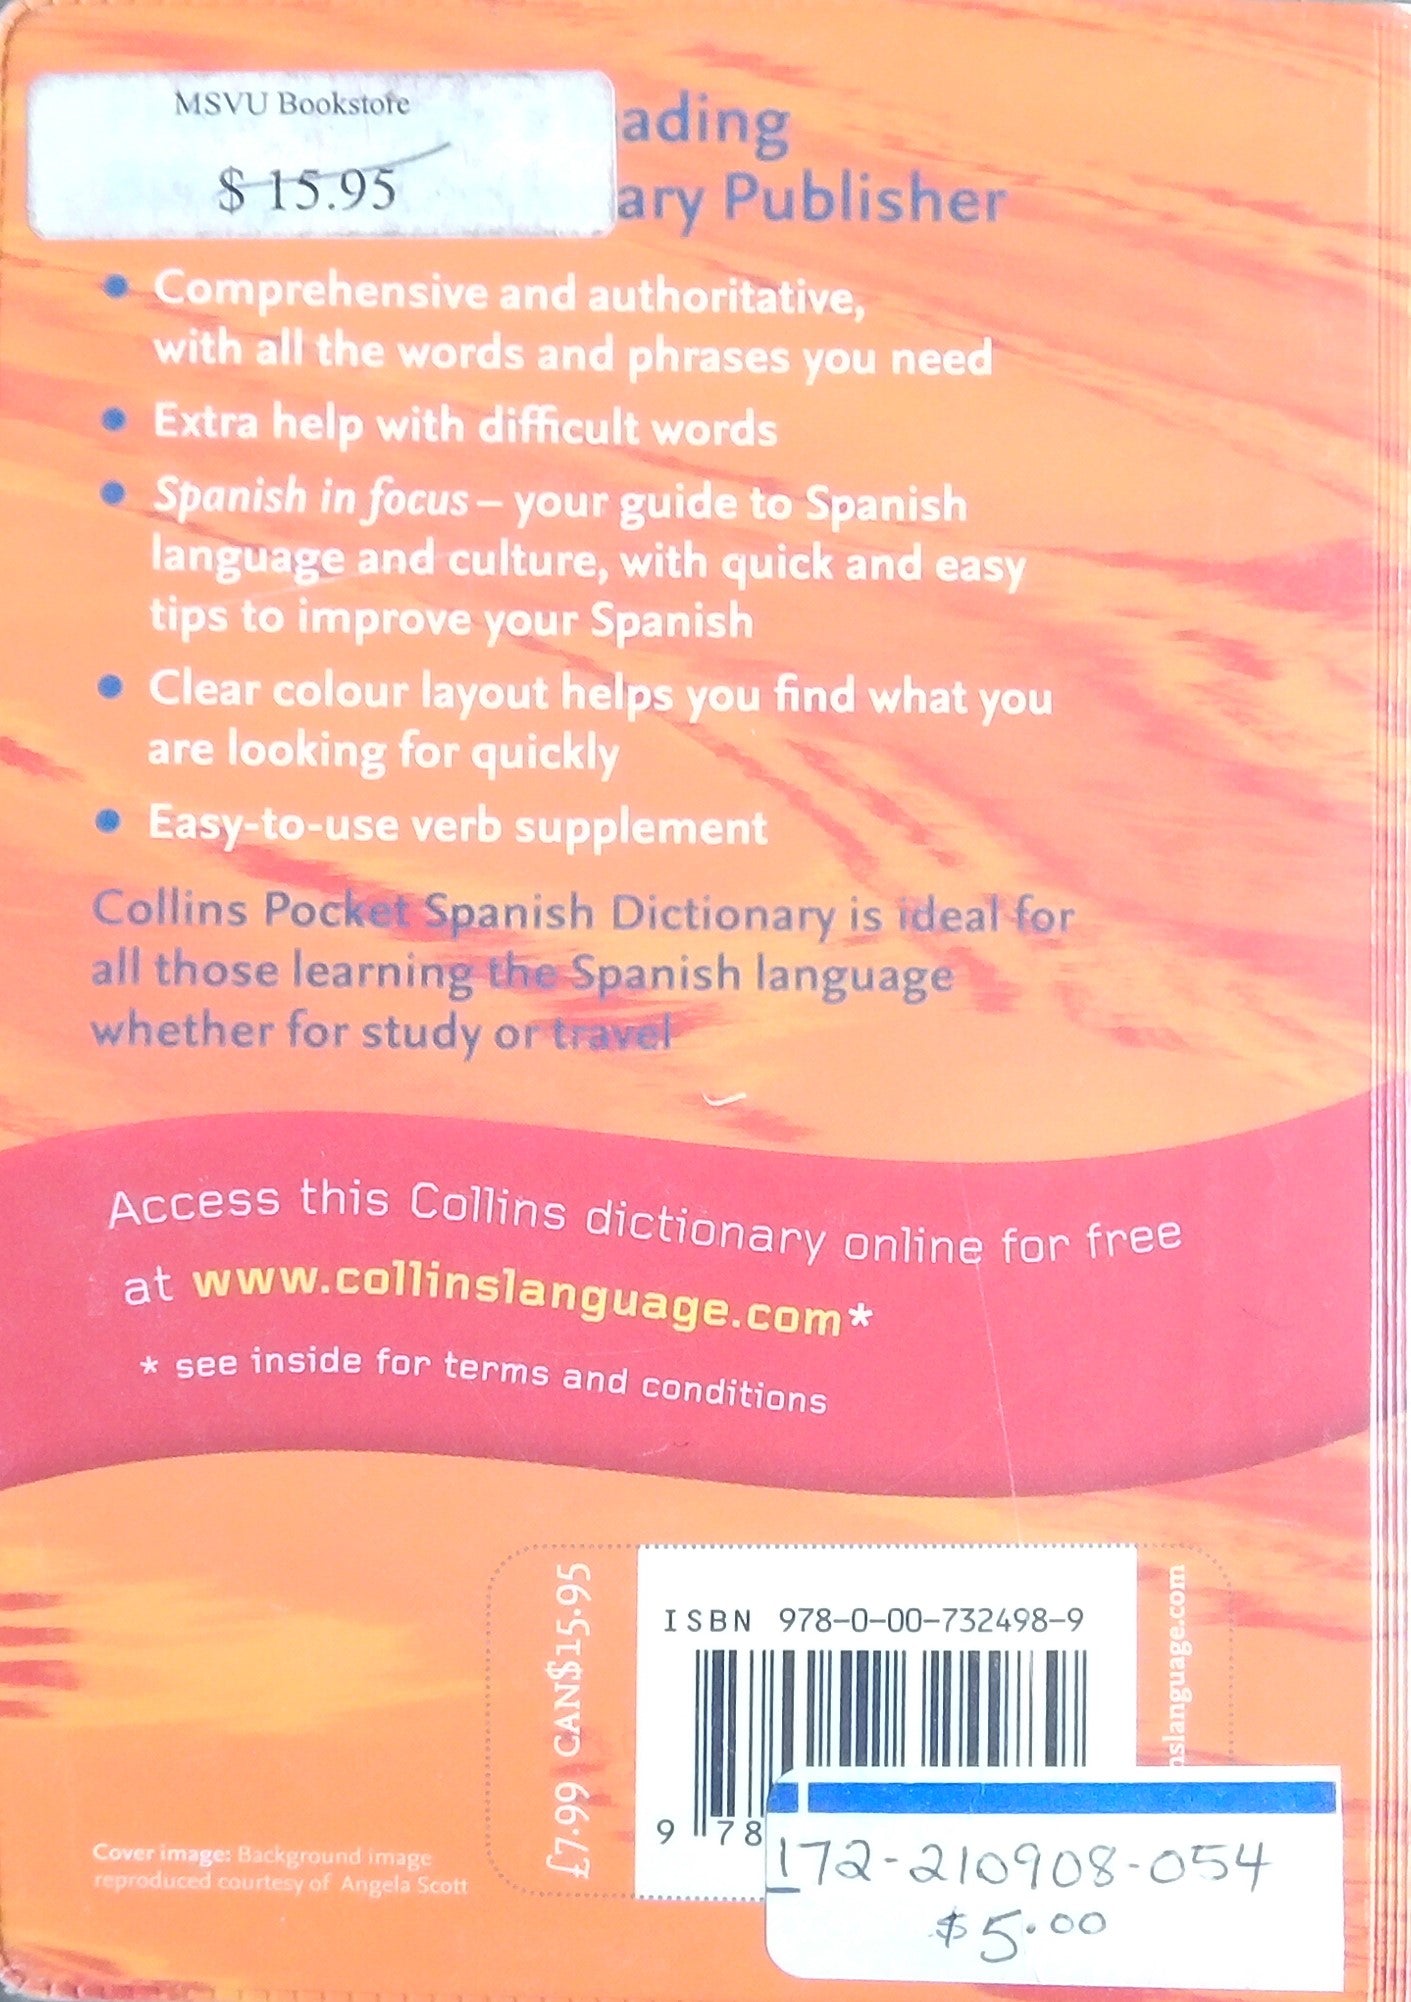 MSVU Bookstore
$ 15.95
ading
ary Publisher
• Comprehensive and authoritative,
with all the words and phrases you need
• Extra help with difficult words
• Spanish in focus – your guide to Spanish
language and culture, with quick and easy
tips to improve your Spanish
• Clear colour layout helps you find what you
are looking for quickly
• Easy-to-use verb supplement
Collins Pocket Spanish Dictionary is ideal for
all those learning the Spanish language
whether for study or travel
Access this Collins dictionary online for free
at www.collinslanguage.com*
* see inside for terms and conditions
£7.99 CAN$15.95
ISBN 978-0-00-732498-9
9 78
nslanguage.com
172-210908-054
$5.00
Cover image: Background image
reproduced courtesy of Angela Scott